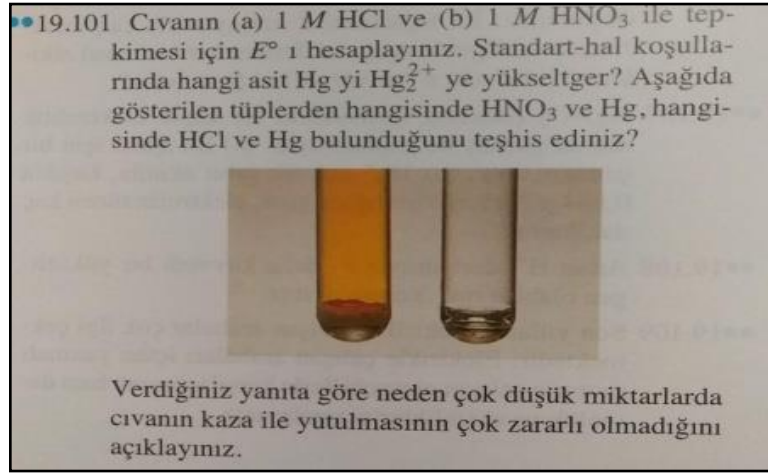 ••19.101 Cıvanın (a) 1 M HCl ve (b) 1 M HNO₃ ile tep-
kimesi için E° ı hesaplayınız. Standart-hal koşulla-
rında hangi asit Hg yi Hg₂²⁺ ye yükseltger? Aşağıda
gösterilen tüplerden hangisinde HNO₃ ve Hg, hangi-
sinde HCl ve Hg bulunduğunu teşhis ediniz?
Verdiğiniz yanıta göre neden çok düşük miktarlarda
cıvanın kaza ile yutulmasının çok zararlı olmadığını
açıklayınız.